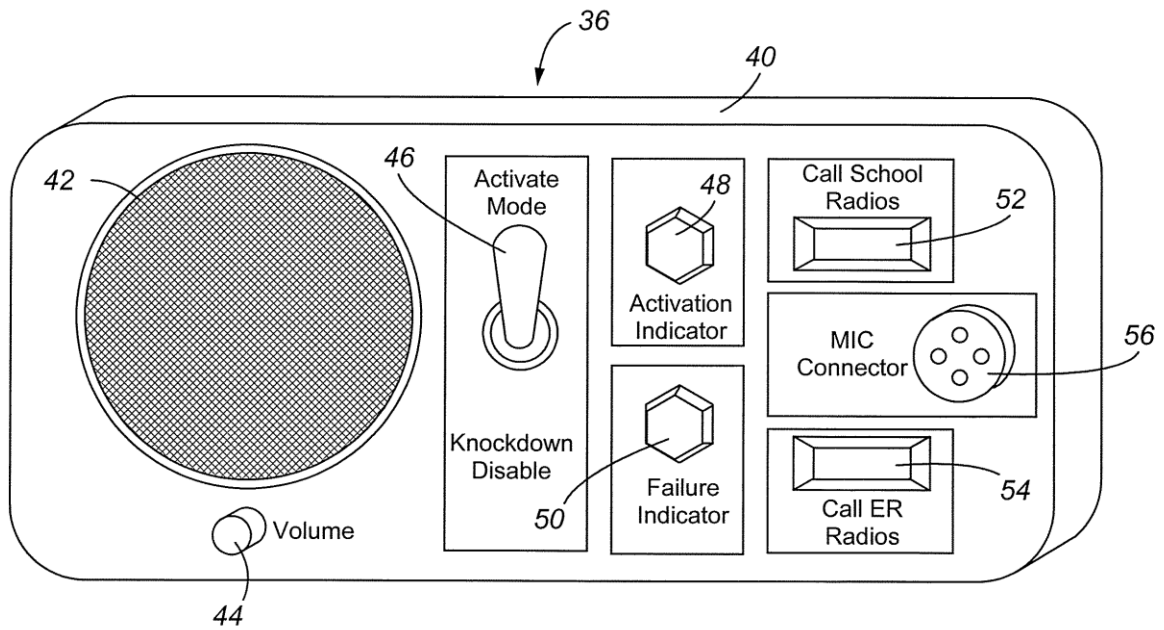 36
40
42
46
Activate
Mode
48
Call School
Radios
52
Activation
Indicator
MIC
Connector
56
Knockdown
Disable
50
Failure
Indicator
54
Call ER
Radios
Volume
44